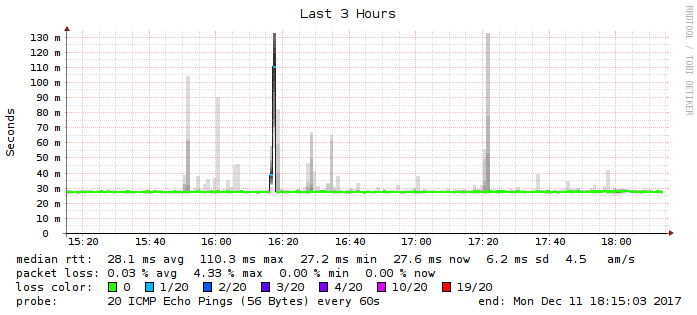 Last 3 Hours
RRDTOOL / TOBI OETIKER
Seconds
130 m
120 m
110 m
100 m
90 m
80 m
70 m
60 m
50 m
40 m
30 m
20 m
10 m
0
15:20 15:40 16:00 16:20 16:40 17:00 17:20 17:40 18:00
median rtt: 28.1 ms avg 110.3 ms max 27.2 ms min 27.6 ms now 6.2 ms sd 4.5 am/s
packet loss: 0.03 % avg 4.33 % max 0.00 % min 0.00 % now
loss color: 0 1/20 2/20 3/20 4/20 10/20 19/20
probe: 20 ICMP Echo Pings (56 Bytes) every 60s end: Mon Dec 11 18:15:03 2017